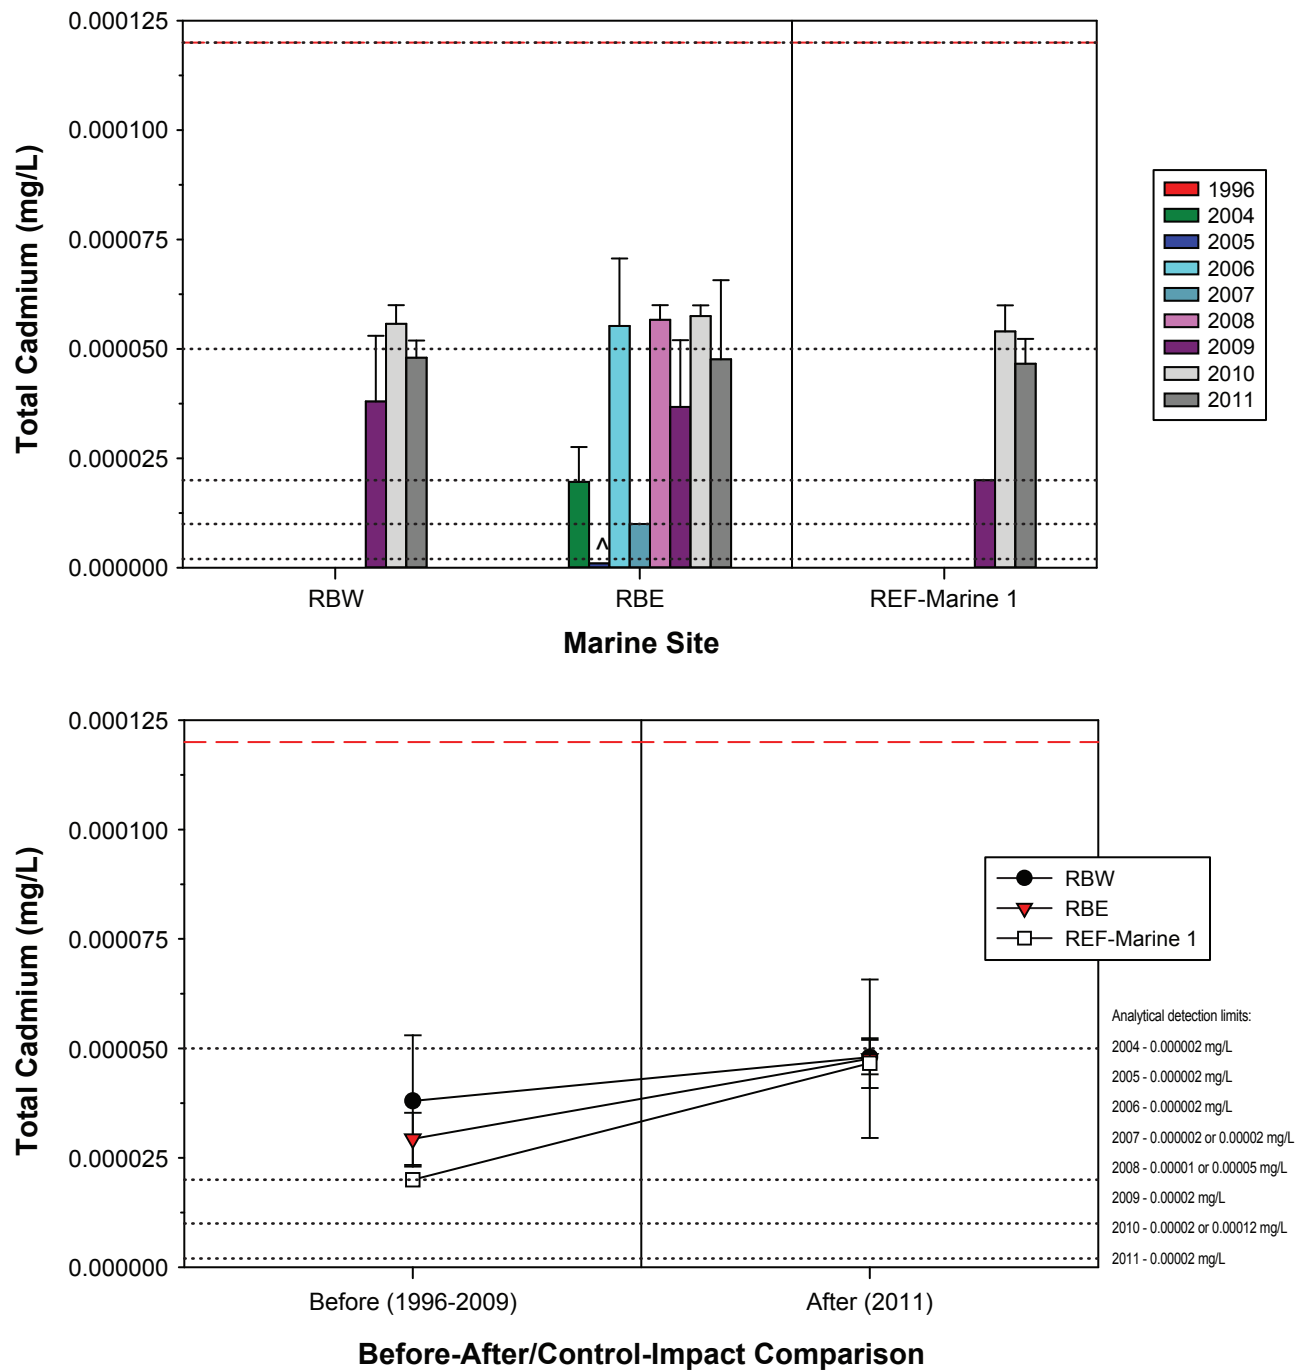 Total Cadmium (mg/L)
0.000125
0.000100
0.000075
0.000050
0.000025
0.000000
^
RBW
RBE
REF-Marine 1
Marine Site
1996
2004
2005
2006
2007
2008
2009
2010
2011
Total Cadmium (mg/L)
0.000125
0.000100
0.000075
0.000050
0.000025
0.000000
Before (1996-2009)
After (2011)
Before-After/Control-Impact Comparison
RBW
RBE
REF-Marine 1
Analytical detection limits:
2004 - 0.000002 mg/L
2005 - 0.000002 mg/L
2006 - 0.000002 mg/L
2007 - 0.000002 or 0.00002 mg/L
2008 - 0.00001 or 0.00005 mg/L
2009 - 0.00002 mg/L
2010 - 0.00002 or 0.00012 mg/L
2011 - 0.00002 mg/L